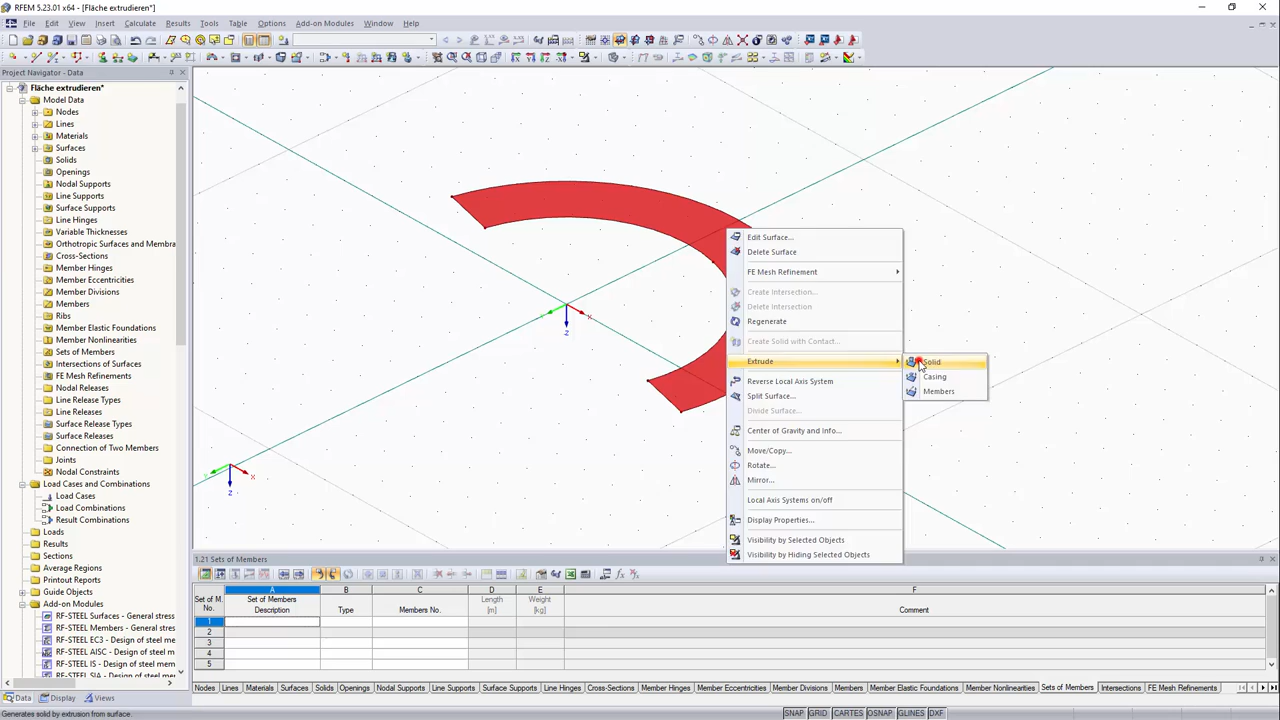 RFEM 5.23.01 x64 - [Fläche extrudieren*]
File Edit View Insert Calculate Results Tools Table Options Add-on Modules Window Help
Project Navigator - Data
Fläche extrudieren*
Model Data
Nodes
Lines
Materials
Surfaces
Solids
Openings
Nodal Supports
Line Supports
Surface Supports
Line Hinges
Variable Thicknesses
Orthotropic Surfaces and Membra
Cross-Sections
Member Hinges
Member Eccentricities
Member Divisions
Members
Ribs
Member Elastic Foundations
Member Nonlinearities
Sets of Members
Intersections of Surfaces
FE Mesh Refinements
Nodal Releases
Line Release Types
Line Releases
Surface Release Types
Surface Releases
Connection of Two Members
Joints
Nodal Constraints
Load Cases and Combinations
Load Cases
Load Combinations
Result Combinations
Loads
Results
Sections
Average Regions
Printout Reports
Guide Objects
Add-on Modules
RF-STEEL Surfaces - General stress
RF-STEEL Members - General stres
RF-STEEL EC3 - Design of steel me
RF-STEEL AISC - Design of steel m
RF-STEEL IS - Design of steel mem
RF-STEEL SIA - Design of steel me
Data Display Views
X
Z
Y X
Z
Edit Surface...
Delete Surface
FE Mesh Refinement
Create Intersection...
Delete Intersection
Regenerate
Create Solid with Contact...
Extrude
Reverse Local Axis System
Split Surface...
Divide Surface...
Center of Gravity and Info...
Move/Copy...
Rotate...
Mirror...
Local Axis Systems on/off
Display Properties...
Visibility by Selected Objects
Visibility by Hiding Selected Objects
Solid
Casing
Members
1.21 Sets of Members
A B C D E F
Set of M. Set of Members Length Weight
No. Description Type Members No. [m] [kg] Comment
1
2
3
4
5
Nodes Lines Materials Surfaces Solids Openings Nodal Supports Line Supports Surface Supports Line Hinges Cross-Sections Member Hinges Member Eccentricities Member Divisions Members Member Elastic Foundations Member Nonlinearities Sets of Members Intersections FE Mesh Refinements
Generates solid by extrusion from surface.
SNAP GRID CARTES OSNAP GLINES DXF